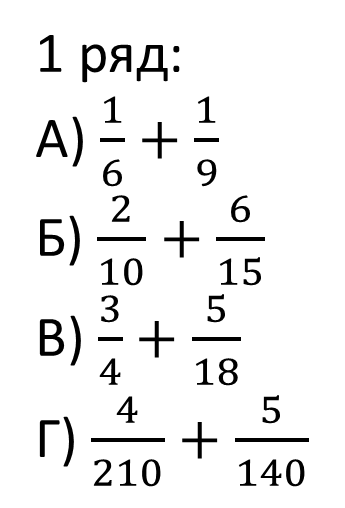 1 ряд:
А) 1/6 + 1/9
Б) 2/10 + 6/15
В) 3/4 + 5/18
Г) 4/210 + 5/140